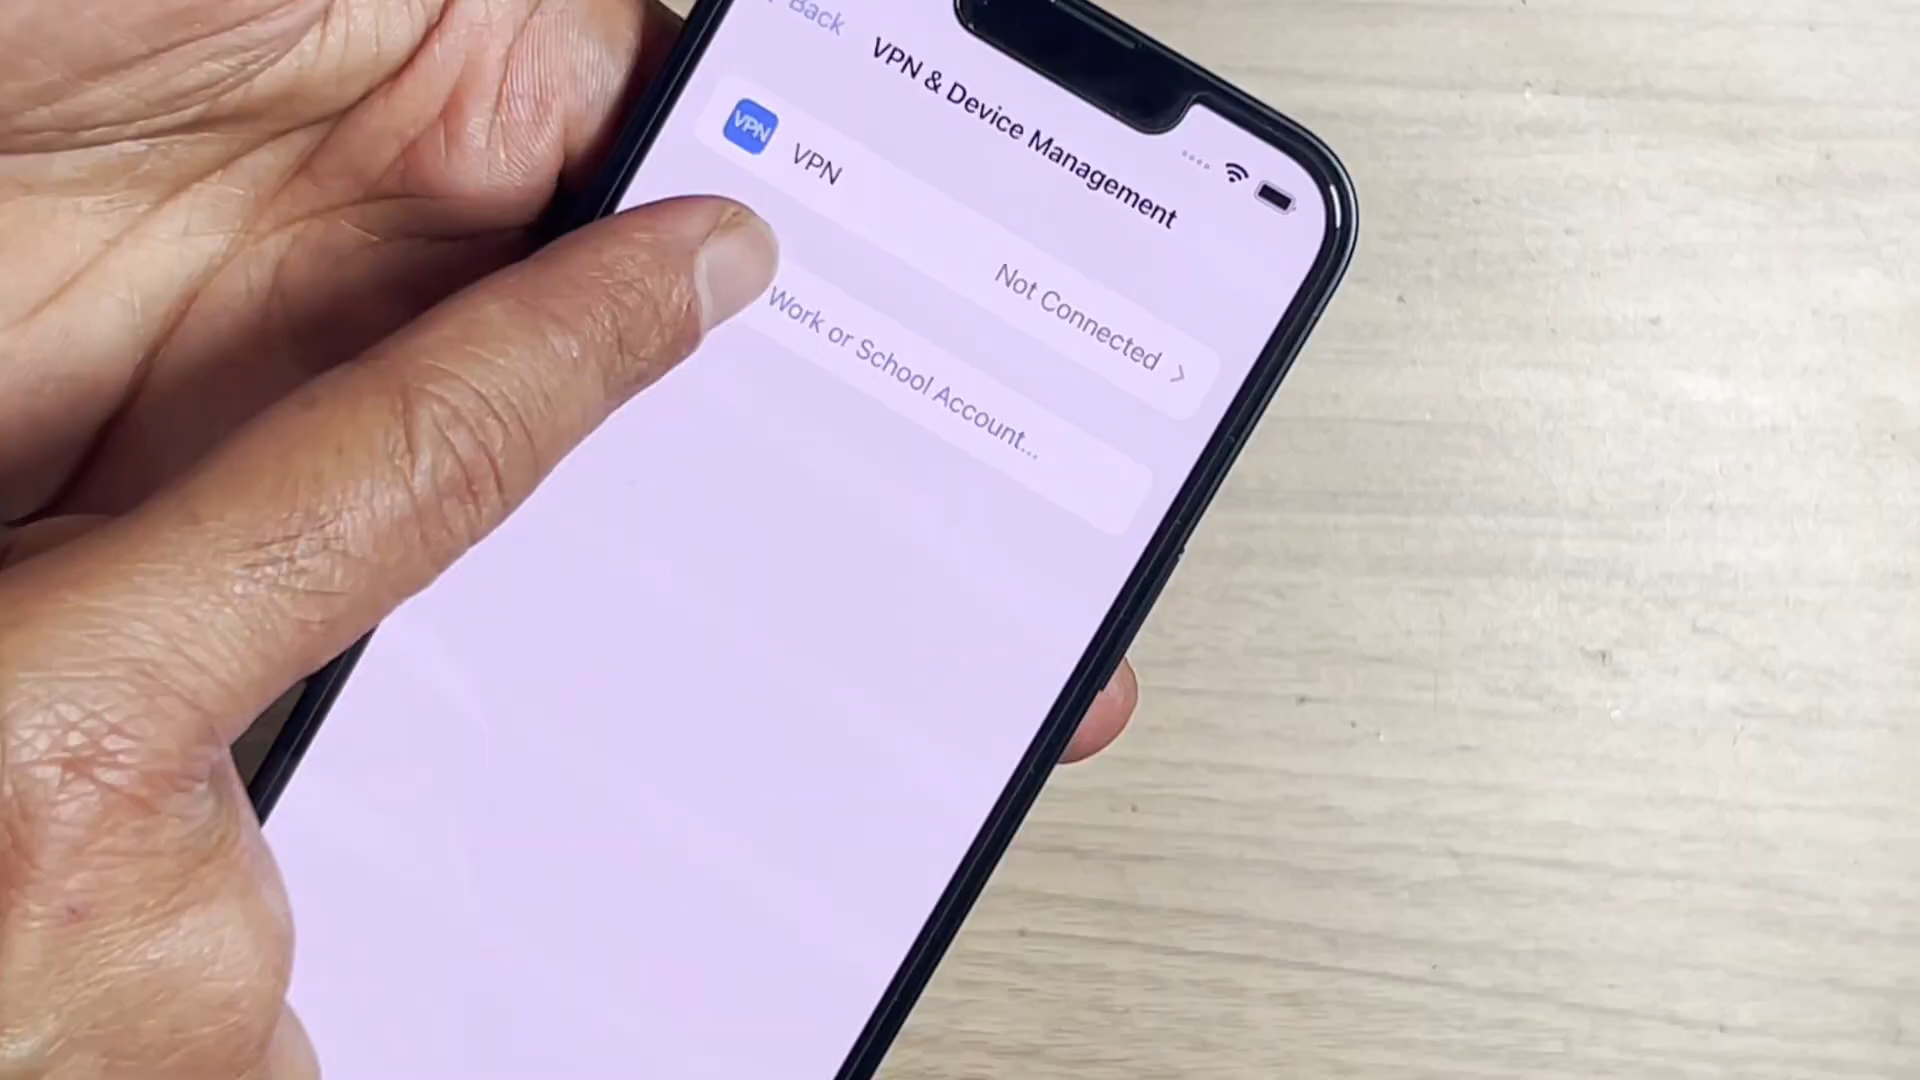 Back
VPN & Device Management
VPN
VPN
Not Connected
Work or School Account...